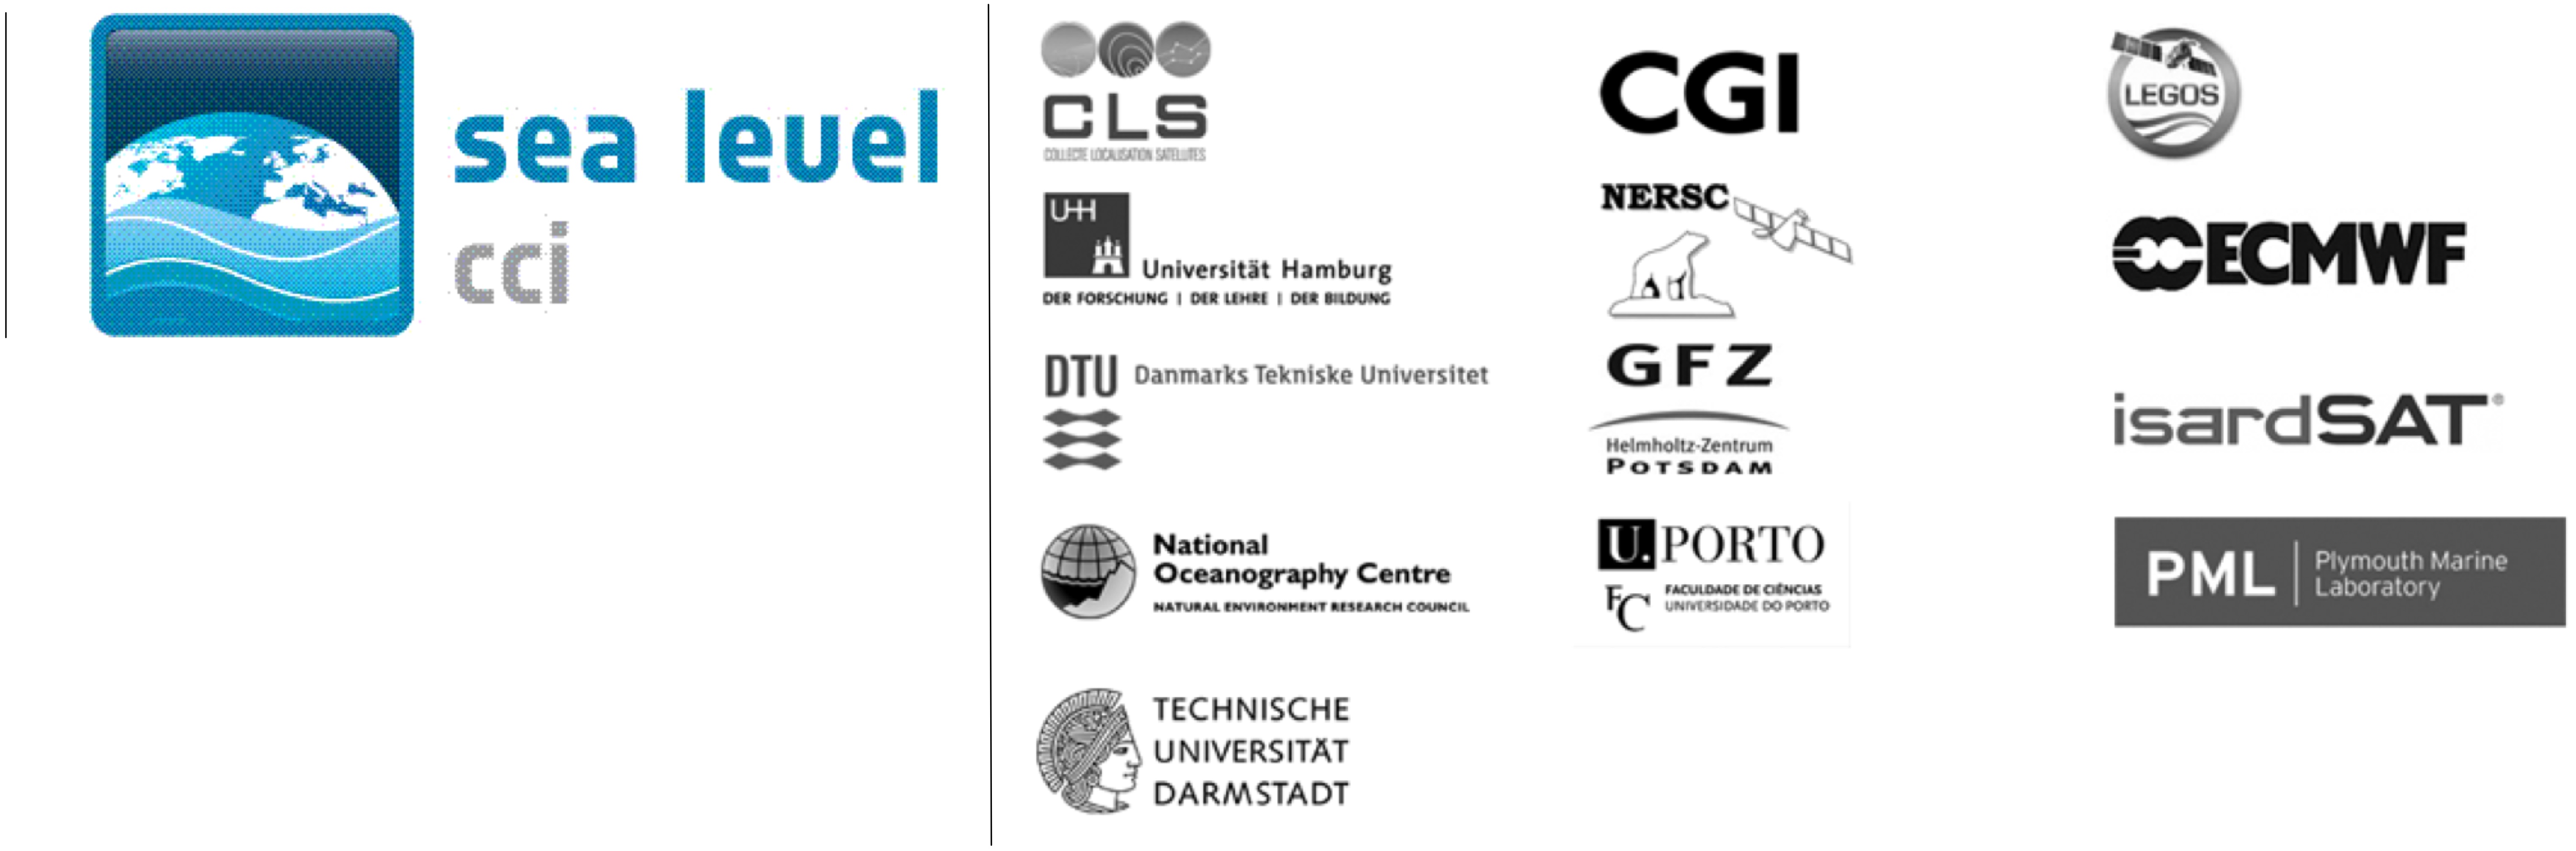 sea level
cci
CLS
COLLECTE LOCALISATION SATELLITES
UHH
Universität Hamburg
DER FORSCHUNG | DER LEHRE | DER BILDUNG
DTU Danmarks Tekniske Universitet
National
Oceanography Centre
NATURAL ENVIRONMENT RESEARCH COUNCIL
TECHNISCHE
UNIVERSITÄT
DARMSTADT
CGI
NERSC
GFZ
Helmholtz-Zentrum
POTSDAM
U. PORTO
FC FACULDADE DE CIÊNCIAS
UNIVERSIDADE DO PORTO
LEGOS
ECMWF
isardSAT®
PML | Plymouth Marine
Laboratory